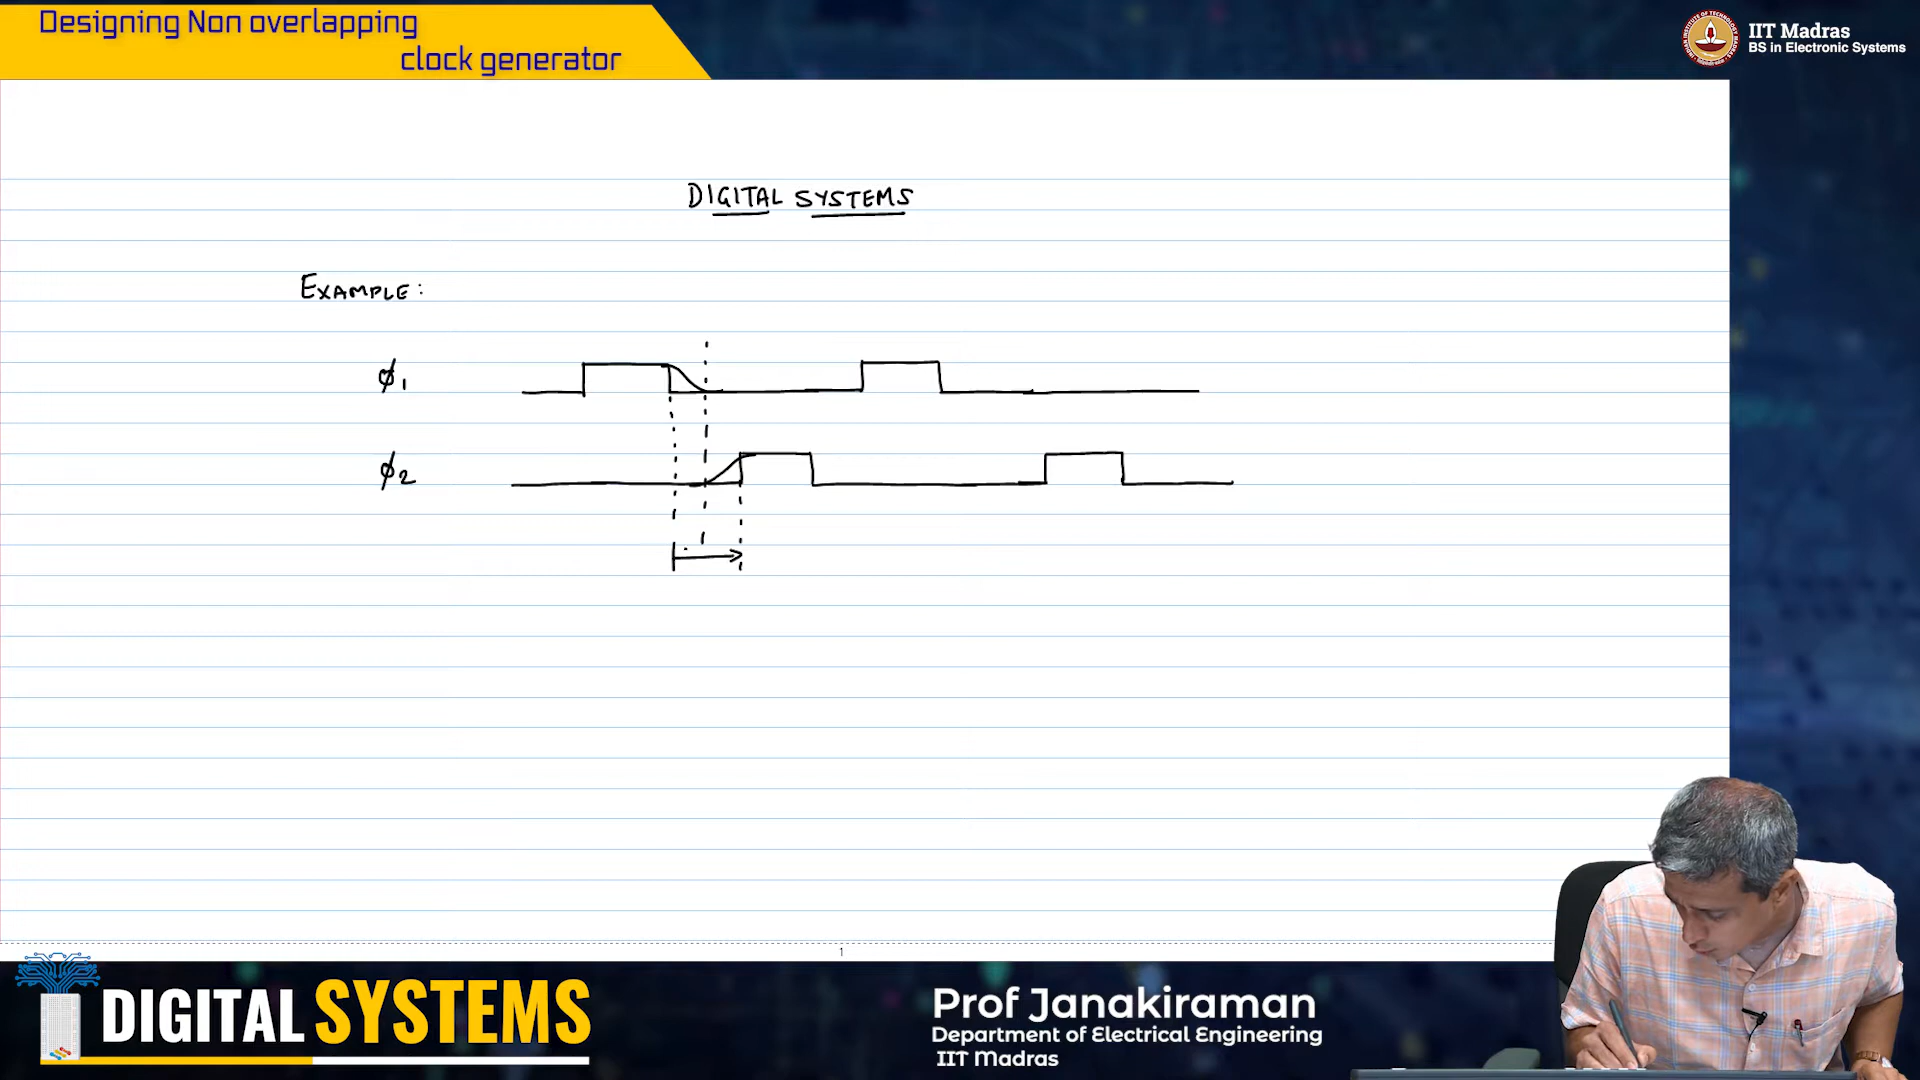 Designing Non overlapping
clock generator
IIT Madras
BS in Electronic Systems
DIGITAL SYSTEMS
EXAMPLE:
ϕ1
ϕ2
1
DIGITAL SYSTEMS
Prof Janakiraman
Department of Electrical Engineering
IIT Madras